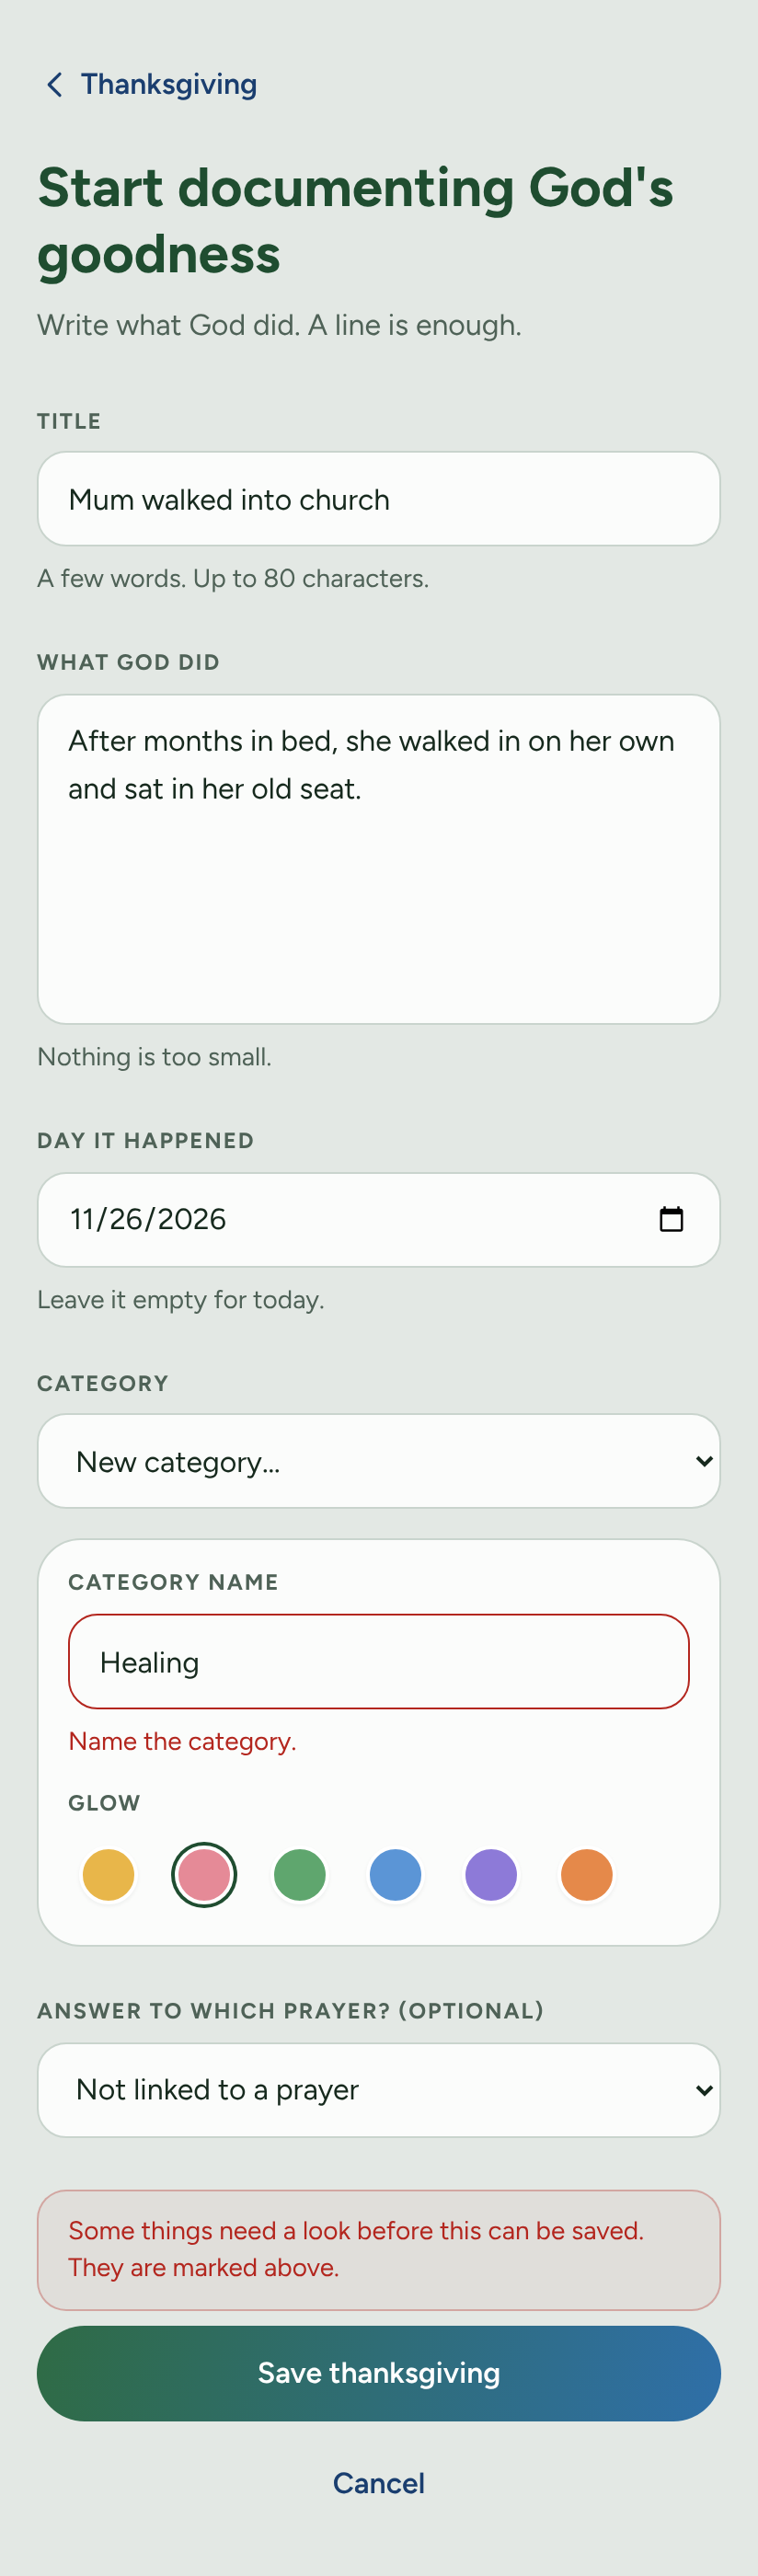 Thanksgiving
Start documenting God's
goodness
Write what God did. A line is enough.
TITLE
Mum walked into church
A few words. Up to 80 characters.
WHAT GOD DID
After months in bed, she walked in on her own
and sat in her old seat.
Nothing is too small.
DAY IT HAPPENED
11/26/2026
Leave it empty for today.
CATEGORY
New category...
CATEGORY NAME
Healing
Name the category.
GLOW
ANSWER TO WHICH PRAYER? (OPTIONAL)
Not linked to a prayer
Some things need a look before this can be saved.
They are marked above.
Save thanksgiving
Cancel